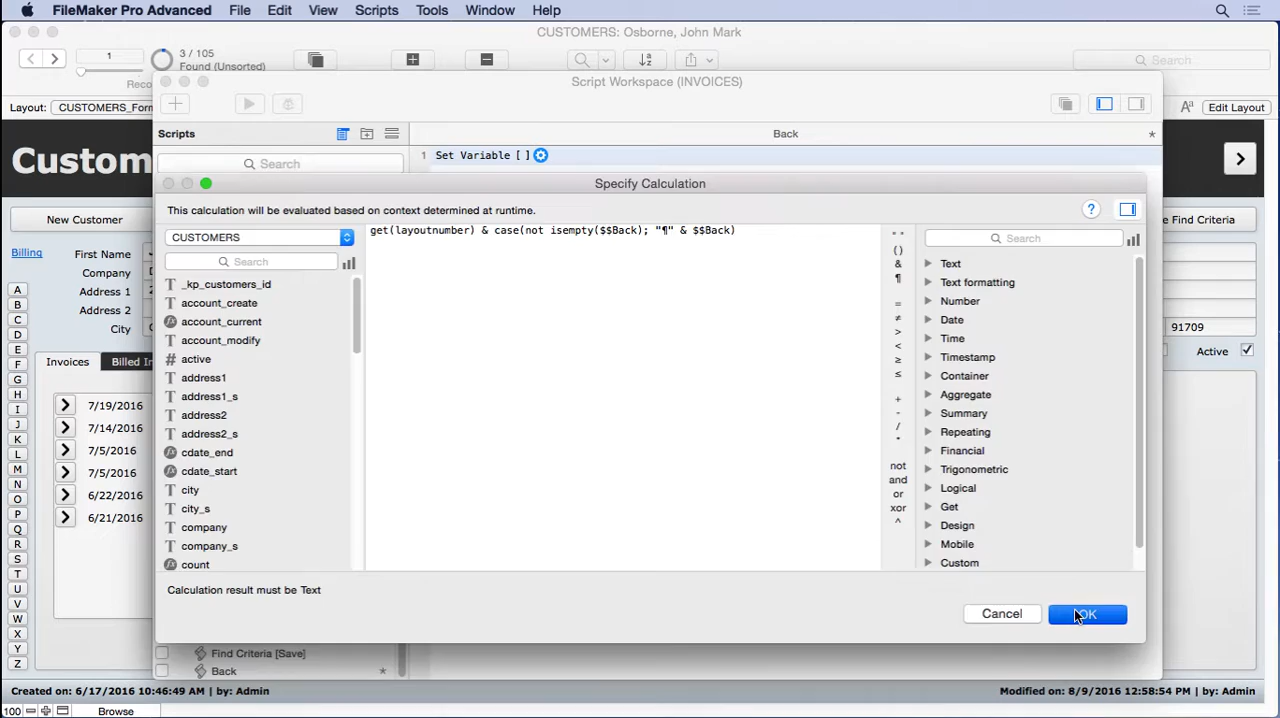 FileMaker Pro Advanced File Edit View Scripts Tools Window Help
CUSTOMERS: Osborne, John Mark
1
3 / 105
Found (Unsorted)
Search
Script Workspace (INVOICES)
Layout: CUSTOMERS_Form
Edit Layout
Scripts
Back
*
Search
1 Set Variable [ ]
Custom
Specify Calculation
This calculation will be evaluated based on context determined at runtime.
?
CUSTOMERS
get(layoutnumber) & case(not isempty($$Back); "¶" & $$Back)
Search
Search
_kp_customers_id
account_create
account_current
account_modify
active
address1
address1_s
address2
address2_s
cdate_end
cdate_start
city
city_s
company
company_s
count
" "
( )
&
¶
=
≠
>
<
≥
≤
+
-
/
*
not
and
or
xor
^
Text
Text formatting
Number
Date
Time
Timestamp
Container
Aggregate
Summary
Repeating
Financial
Trigonometric
Logical
Get
Design
Mobile
Custom
Calculation result must be Text
Cancel
OK
New Customer
e Find Criteria
Billing
First Name
Company
Address 1
Address 2
City
91709
Active
Invoices
Billed In
7/19/2016
7/14/2016
7/5/2016
7/5/2016
6/22/2016
6/21/2016
A
B
C
D
E
F
G
H
I
J
K
L
M
N
O
P
Q
R
S
T
U
V
W
X
Y
Z
Find Criteria [Save]
Back *
Created on: 6/17/2016 10:46:49 AM | by: Admin
Modified on: 8/9/2016 12:58:54 PM | by: Admin
100
Browse